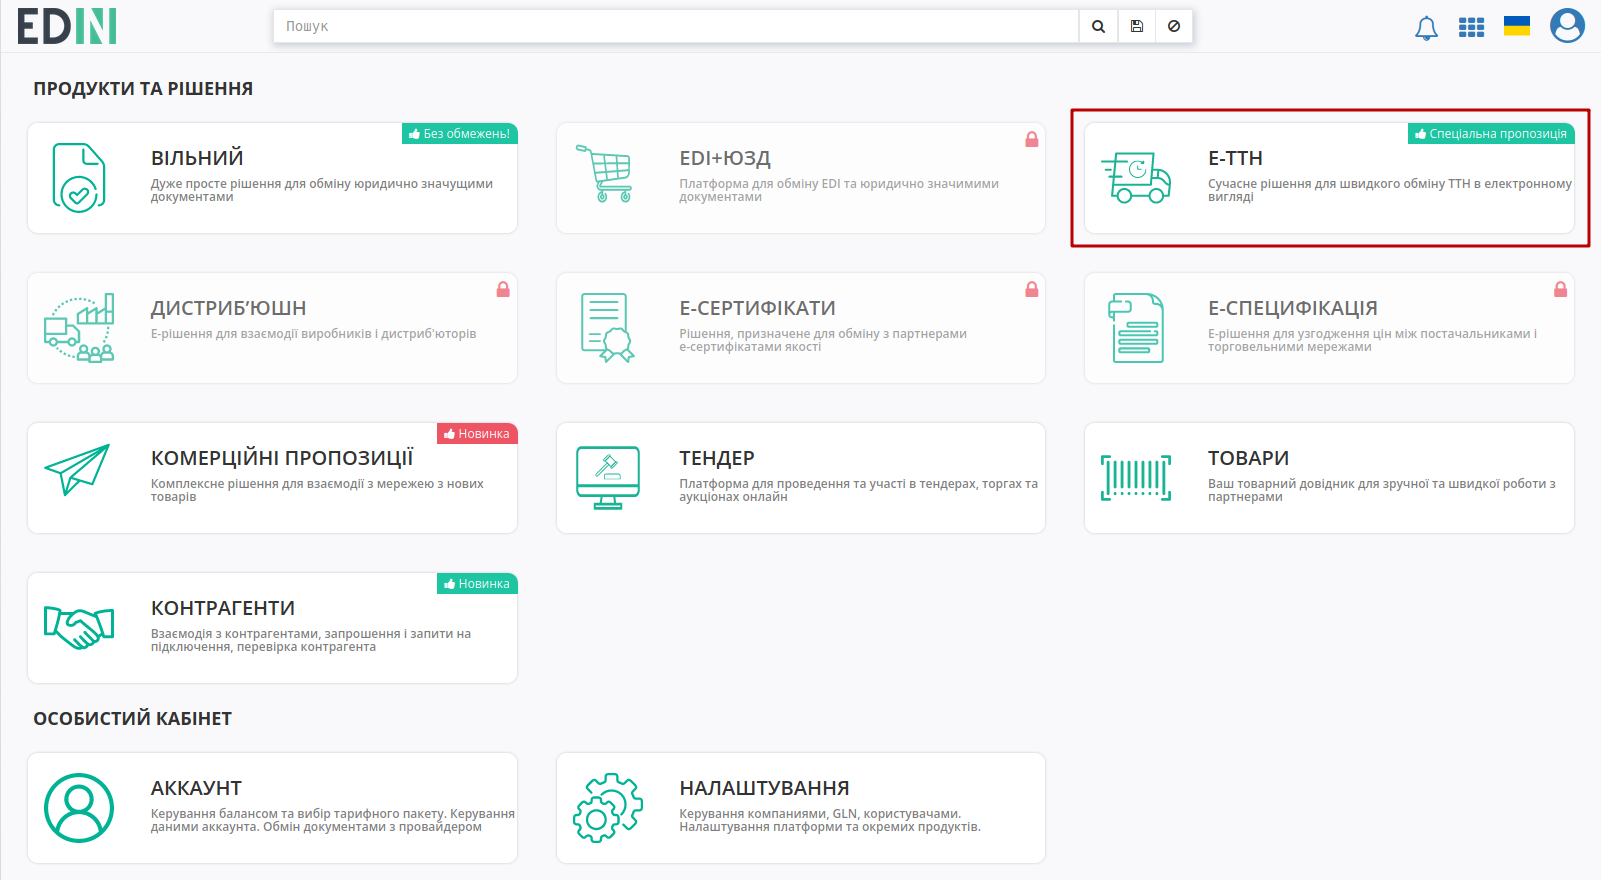 EDIN
Пошук
ПРОДУКТИ ТА РІШЕННЯ
Без обмежень!
ВІЛЬНИЙ
Дуже просте рішення для обміну юридично значущими
документами
EDI+ЮЗД
Платформа для обміну EDI та юридично значимими
документами
Спеціальна пропозиція
Е-ТТН
Сучасне рішення для швидкого обміну ТТН в електронному
вигляді
ДИСТРИБ’ЮШН
Е-рішення для взаємодії виробників і дистриб'юторів
Е-СЕРТИФІКАТИ
Рішення, призначене для обміну з партнерами
е-сертифікатами якості
Е-СПЕЦИФІКАЦІЯ
Е-рішення для узгодження цін між постачальниками і
торговельними мережами
Новинка
КОМЕРЦІЙНІ ПРОПОЗИЦІЇ
Комплексне рішення для взаємодії з мережею з нових
товарів
ТЕНДЕР
Платформа для проведення та участі в тендерах, торгах та
аукціонах онлайн
ТОВАРИ
Ваш товарний довідник для зручної та швидкої роботи з
партнерами
Новинка
КОНТРАГЕНТИ
Взаємодія з контрагентами, запрошення і запити на
підключення, перевірка контрагента
ОСОБИСТИЙ КАБІНЕТ
АККАУНТ
Керування балансом та вибір тарифного пакету. Керування
даними аккаунта. Обмін документами з провайдером
НАЛАШТУВАННЯ
Керування компаніями, GLN, користувачами.
Налаштування платформи та окремих продуктів.